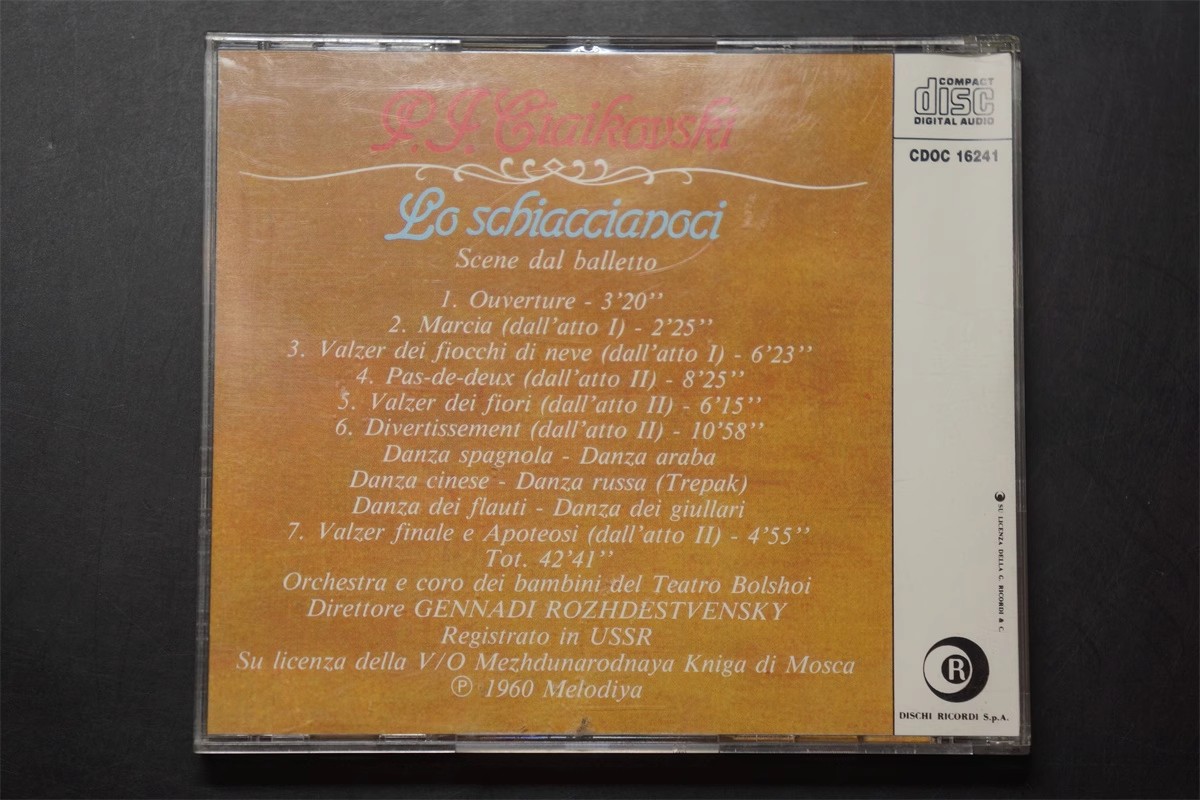 P.I. Ciaikovski
Lo schiaccianoci
Scene dal balletto
1. Ouverture - 3'20''
2. Marcia (dall'atto I) - 2'25''
3. Valzer dei fiocchi di neve (dall'atto I) - 6'23''
4. Pas-de-deux (dall'atto II) - 8'25''
5. Valzer dei fiori (dall'atto II) - 6'15''
6. Divertissement (dall'atto II) - 10'58''
Danza spagnola - Danza araba
Danza cinese - Danza russa (Trepak)
Danza dei flauti - Danza dei giullari
7. Valzer finale e Apoteosi (dall'atto II) - 4'55''
Tot. 42'41''
Orchestra e coro dei bambini del Teatro Bolshoi
Direttore GENNADI ROZHDESTVENSKY
Registrato in USSR
Su licenza della V/O Mezhdunarodnaya Kniga di Mosca
℗ 1960 Melodiya
COMPACT
disc
DIGITAL AUDIO
CDOC 16241
SU LICENZA DELLA G. RICORDI & C.
R
DISCHI RICORDI S.p.A.